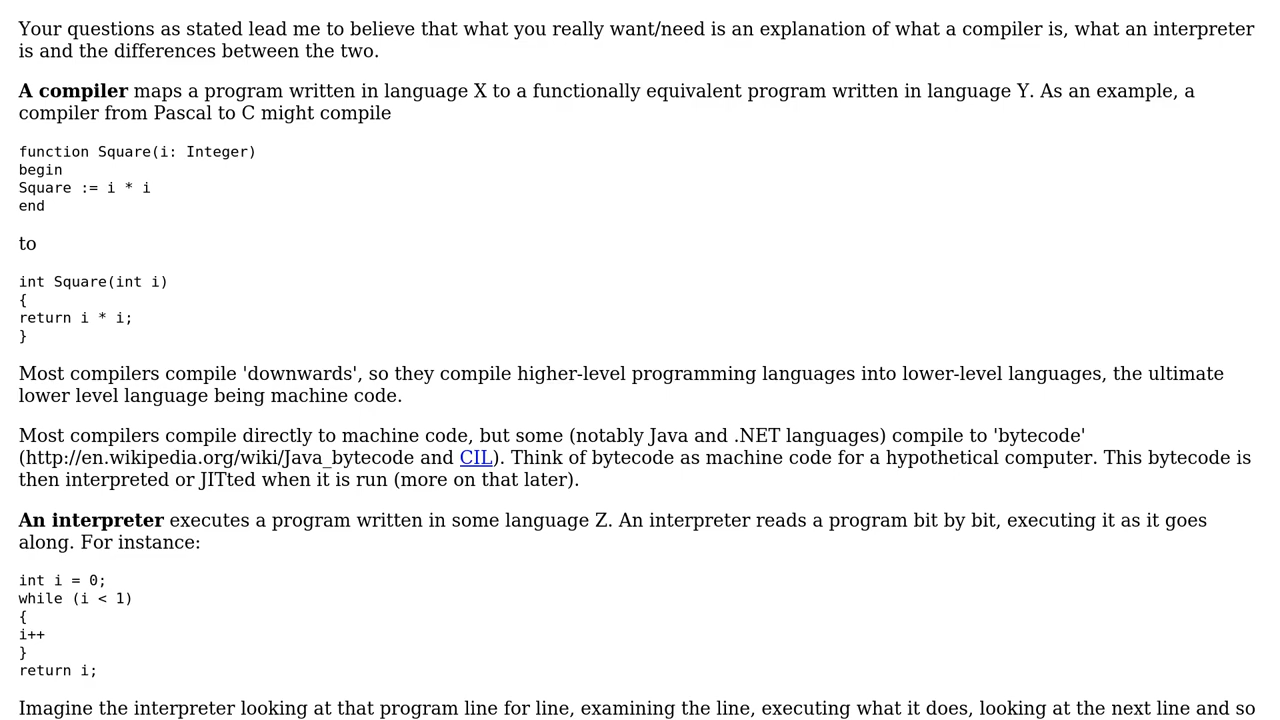 Your questions as stated lead me to believe that what you really want/need is an explanation of what a compiler is, what an interpreter
is and the differences between the two.
A compiler maps a program written in language X to a functionally equivalent program written in language Y. As an example, a
compiler from Pascal to C might compile
function Square(i: Integer)
begin
Square := i * i
end
to
int Square(int i)
{
return i * i;
}
Most compilers compile 'downwards', so they compile higher-level programming languages into lower-level languages, the ultimate
lower level language being machine code.
Most compilers compile directly to machine code, but some (notably Java and .NET languages) compile to 'bytecode'
(http://en.wikipedia.org/wiki/Java_bytecode and CIL). Think of bytecode as machine code for a hypothetical computer. This bytecode is
then interpreted or JITted when it is run (more on that later).
An interpreter executes a program written in some language Z. An interpreter reads a program bit by bit, executing it as it goes
along. For instance:
int i = 0;
while (i < 1)
{
i++
}
return i;
Imagine the interpreter looking at that program line for line, examining the line, executing what it does, looking at the next line and so